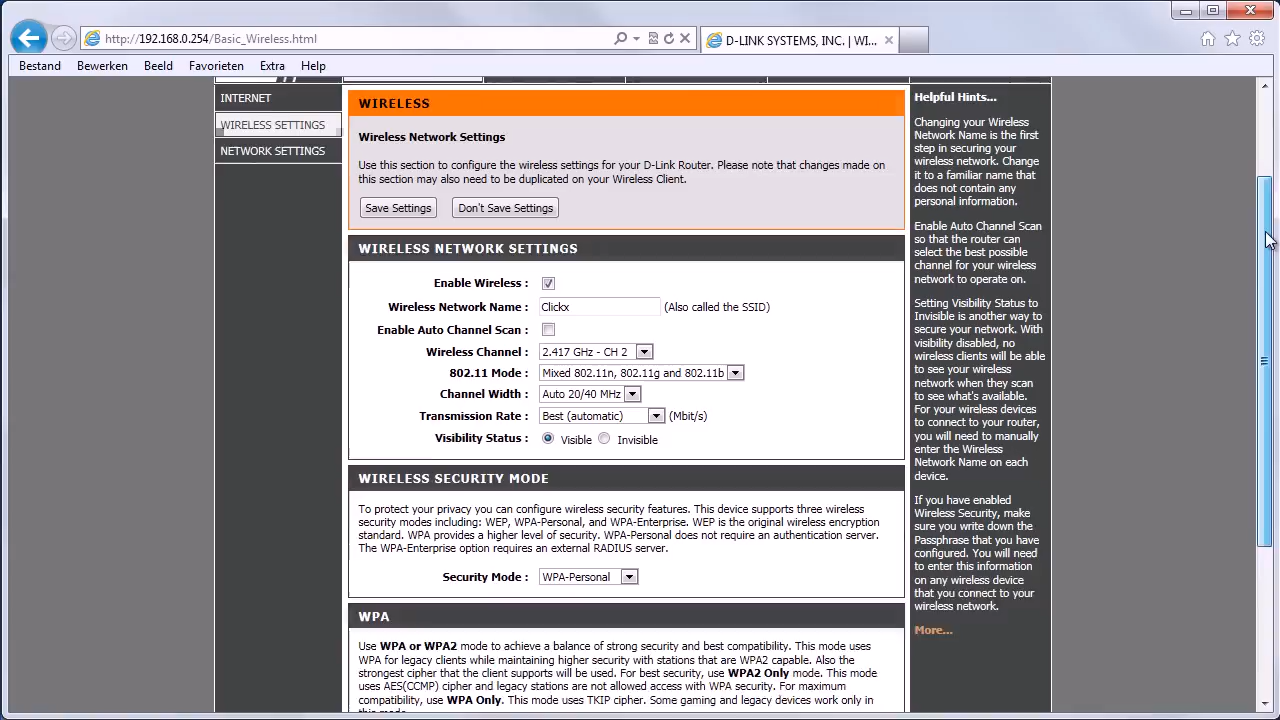 http://192.168.0.254/Basic_Wireless.html
D-LINK SYSTEMS, INC. | WI...
Bestand Bewerken Beeld Favorieten Extra Help
INTERNET
WIRELESS SETTINGS
NETWORK SETTINGS
WIRELESS
Wireless Network Settings
Use this section to configure the wireless settings for your D-Link Router. Please note that changes made on
this section may also need to be duplicated on your Wireless Client.
Save Settings Don't Save Settings
WIRELESS NETWORK SETTINGS
Enable Wireless :
Wireless Network Name : Clickx (Also called the SSID)
Enable Auto Channel Scan :
Wireless Channel : 2.417 GHz - CH 2
802.11 Mode : Mixed 802.11n, 802.11g and 802.11b
Channel Width : Auto 20/40 MHz
Transmission Rate : Best (automatic) (Mbit/s)
Visibility Status : Visible Invisible
WIRELESS SECURITY MODE
To protect your privacy you can configure wireless security features. This device supports three wireless
security modes including: WEP, WPA-Personal, and WPA-Enterprise. WEP is the original wireless encryption
standard. WPA provides a higher level of security. WPA-Personal does not require an authentication server.
The WPA-Enterprise option requires an external RADIUS server.
Security Mode : WPA-Personal
WPA
Use WPA or WPA2 mode to achieve a balance of strong security and best compatibility. This mode uses
WPA for legacy clients while maintaining higher security with stations that are WPA2 capable. Also the
strongest cipher that the client supports will be used. For best security, use WPA2 Only mode. This mode
uses AES(CCMP) cipher and legacy stations are not allowed access with WPA security. For maximum
compatibility, use WPA Only. This mode uses TKIP cipher. Some gaming and legacy devices work only in
this mode.
Helpful Hints...
Changing your Wireless
Network Name is the first
step in securing your
wireless network. Change
it to a familiar name that
does not contain any
personal information.
Enable Auto Channel Scan
so that the router can
select the best possible
channel for your wireless
network to operate on.
Setting Visibility Status to
Invisible is another way to
secure your network. With
visibility disabled, no
wireless clients will be able
to see your wireless
network when they scan
to see what's available.
For your wireless devices
to connect to your router,
you will need to manually
enter the Wireless
Network Name on each
device.
If you have enabled
Wireless Security, make
sure you write down the
Passphrase that you have
configured. You will need
to enter this information
on any wireless device
that you connect to your
wireless network.
More...